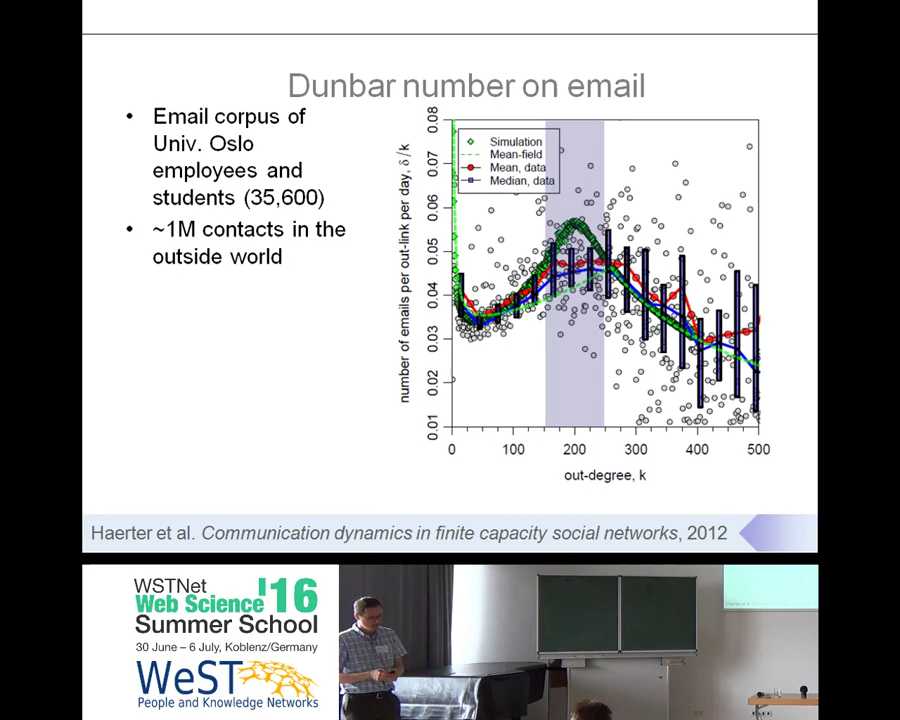 Dunbar number on email
• Email corpus of
Univ. Oslo
employees and
students (35,600)
• ~1M contacts in the
outside world
number of emails per out-link per day, δ/k
0.08
0.07
0.06
0.05
0.04
0.03
0.02
0.01
Simulation
Mean-field
Mean, data
Median, data
0 100 200 300 400 500
out-degree, k
Haerter et al. Communication dynamics in finite capacity social networks, 2012
WSTNet
Web Science '16
Summer School
30 June – 6 July, Koblenz/Germany
WeST
People and Knowledge Networks